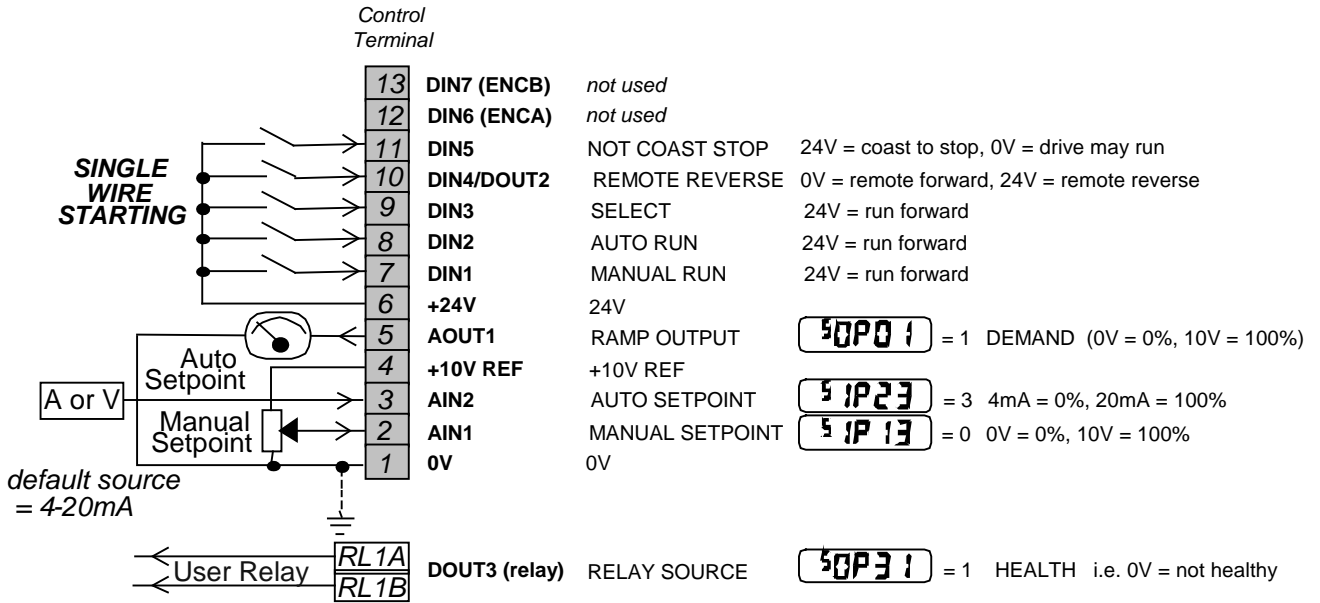 Control
Terminal
13 DIN7 (ENCB) not used
12 DIN6 (ENCA) not used
11 DIN5 NOT COAST STOP 24V = coast to stop, 0V = drive may run
SINGLE
WIRE
STARTING
10 DIN4/DOUT2 REMOTE REVERSE 0V = remote forward, 24V = remote reverse
9 DIN3 SELECT 24V = run forward
8 DIN2 AUTO RUN 24V = run forward
7 DIN1 MANUAL RUN 24V = run forward
6 +24V 24V
5 AOUT1 RAMP OUTPUT SOP01 = 1 DEMAND (0V = 0%, 10V = 100%)
Auto
Setpoint
4 +10V REF +10V REF
A or V
3 AIN2 AUTO SETPOINT SIP23 = 3 4mA = 0%, 20mA = 100%
Manual
Setpoint
2 AIN1 MANUAL SETPOINT SIP13 = 0 0V = 0%, 10V = 100%
1 0V 0V
default source
= 4-20mA
User Relay
RL1A
RL1B
DOUT3 (relay) RELAY SOURCE SOP31 = 1 HEALTH i.e. 0V = not healthy